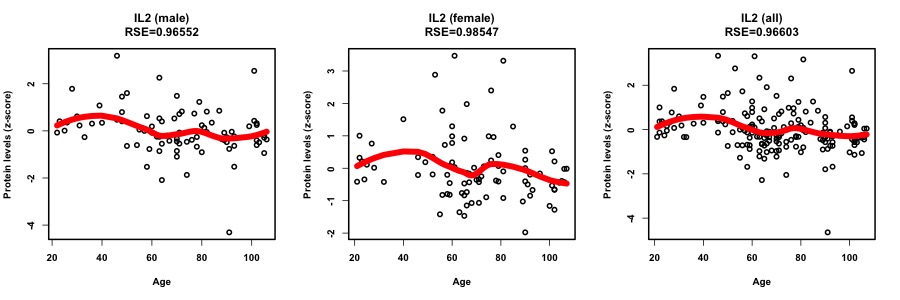 IL2 (male)
RSE=0.96552
Protein levels (z-score)
2
0
-2
-4
20 40 60 80 100
Age
IL2 (female)
RSE=0.98547
Protein levels (z-score)
3
2
1
0
-1
-2
20 40 60 80 100
Age
IL2 (all)
RSE=0.96603
Protein levels (z-score)
2
0
-2
-4
20 40 60 80 100
Age